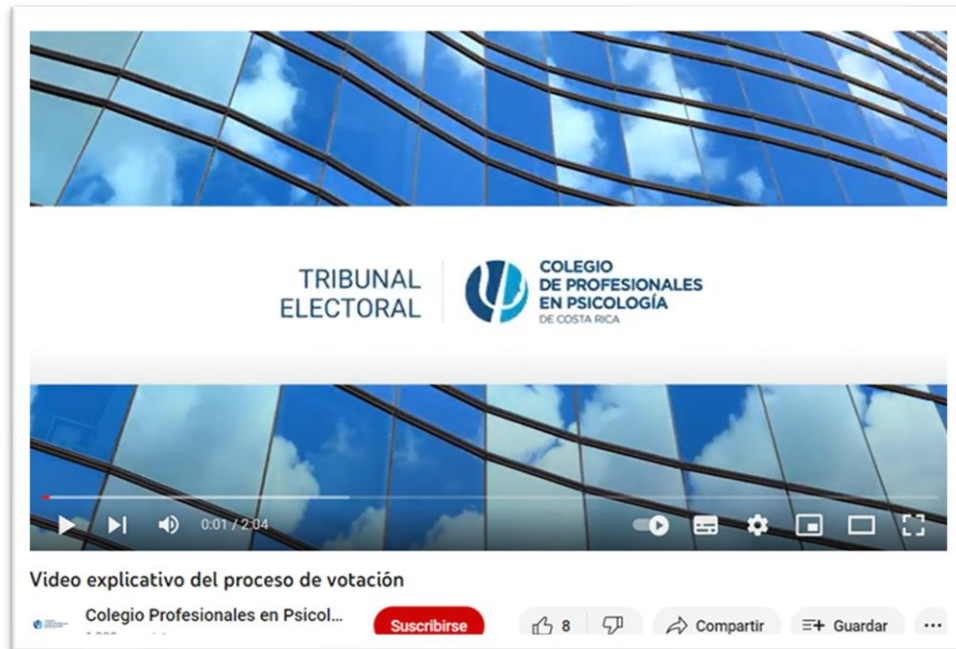 TRIBUNAL
ELECTORAL
COLEGIO
DE PROFESIONALES
EN PSICOLOGÍA
DE COSTA RICA
0:01 / 2:04
Video explicativo del proceso de votación
Colegio Profesionales en Psicol...
Suscribirse
8
Compartir
Guardar